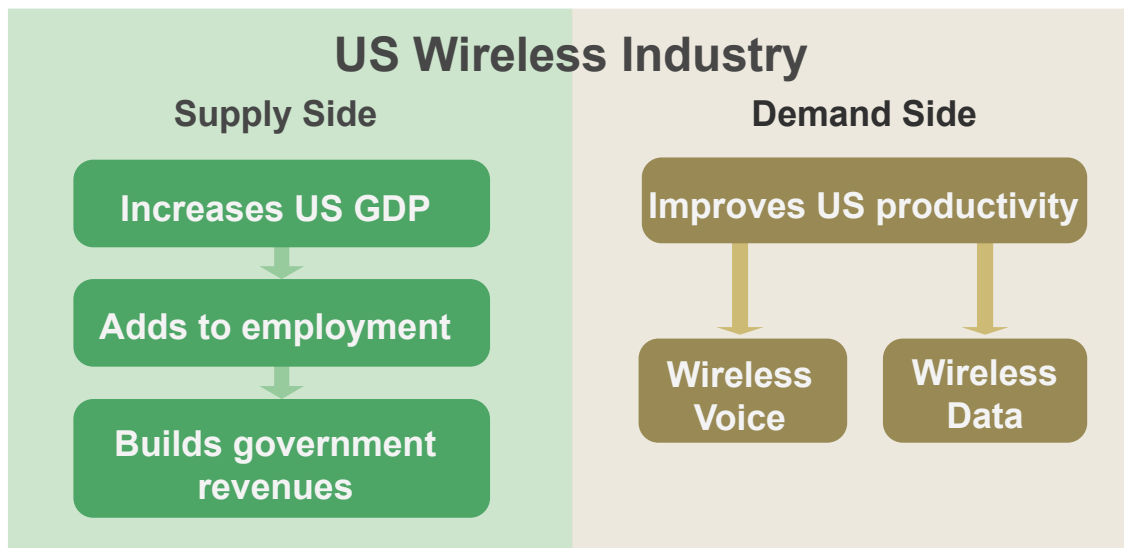 US Wireless Industry
Supply Side
Increases US GDP
Adds to employment
Builds government
revenues
Demand Side
Improves US productivity
Wireless
Voice
Wireless
Data